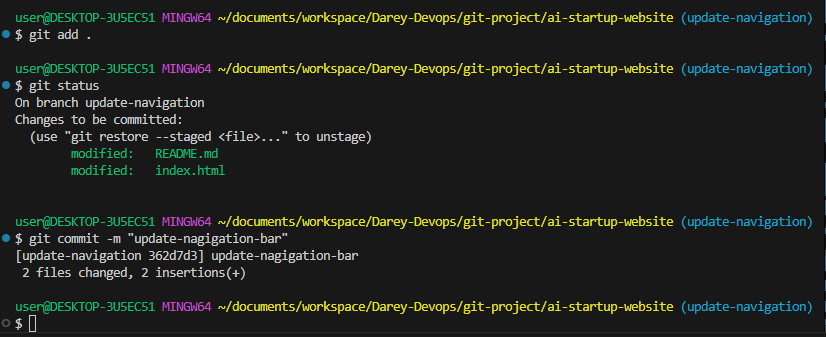 user@DESKTOP-3U5EC51 MINGW64 ~/documents/workspace/Darey-Devops/git-project/ai-startup-website (update-navigation)
$ git add .
user@DESKTOP-3U5EC51 MINGW64 ~/documents/workspace/Darey-Devops/git-project/ai-startup-website (update-navigation)
$ git status
On branch update-navigation
Changes to be committed:
  (use "git restore --staged <file>..." to unstage)
        modified:   README.md
        modified:   index.html
user@DESKTOP-3U5EC51 MINGW64 ~/documents/workspace/Darey-Devops/git-project/ai-startup-website (update-navigation)
$ git commit -m "update-nagigation-bar"
[update-navigation 362d7d3] update-nagigation-bar
 2 files changed, 2 insertions(+)
user@DESKTOP-3U5EC51 MINGW64 ~/documents/workspace/Darey-Devops/git-project/ai-startup-website (update-navigation)
$